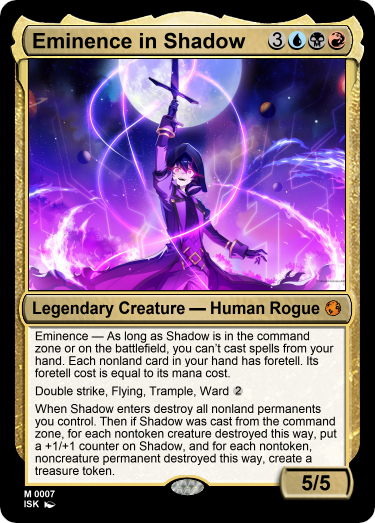 Eminence in Shadow 3
Legendary Creature — Human Rogue
Eminence — As long as Shadow is in the command
zone or on the battlefield, you can't cast spells from your
hand. Each nonland card in your hand has foretell. Its
foretell cost is equal to its mana cost.
Double strike, Flying, Trample, Ward 2
When Shadow enters destroy all nonland permanents
you control. Then if Shadow was cast from the command
zone, for each nontoken creature destroyed this way, put
a +1/+1 counter on Shadow, and for each nontoken,
noncreature permanent destroyed this way, create a
treasure token.
5/5
M 0007
ISK